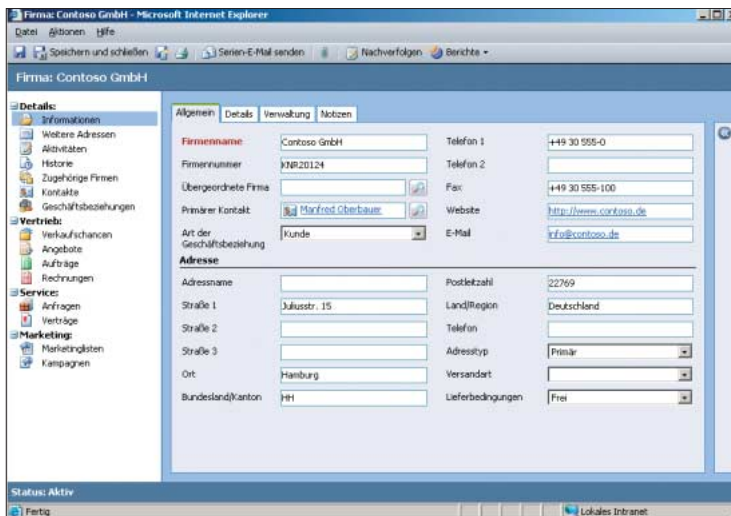 Firma: Contoso GmbH - Microsoft Internet Explorer
Datei Aktionen Hilfe
Speichern und schließen Serien-E-Mail senden Nachverfolgen Berichte
Firma: Contoso GmbH
Details:
Informationen
Weitere Adressen
Aktivitäten
Historie
Zugehörige Firmen
Kontakte
Geschäftsbeziehungen
Vertrieb:
Verkaufschancen
Angebote
Aufträge
Rechnungen
Service:
Anfragen
Verträge
Marketing:
Marketinglisten
Kampagnen
Allgemein Details Verwaltung Notizen
Firmenname Contoso GmbH Telefon 1 +49 30 555-0
Firmennummer KNR20124 Telefon 2
Übergeordnete Firma Fax +49 30 555-100
Primärer Kontakt Manfred Oberbauer Website http://www.contoso.de
Art der Geschäftsbeziehung Kunde E-Mail info@contoso.de
Adresse
Adressname Postleitzahl 22769
Straße 1 Juliusstr. 15 Land/Region Deutschland
Straße 2 Telefon
Straße 3 Adresstyp Primär
Ort Hamburg Versandart
Bundesland/Kanton HH Lieferbedingungen Frei
Status: Aktiv
Fertig Lokales Intranet